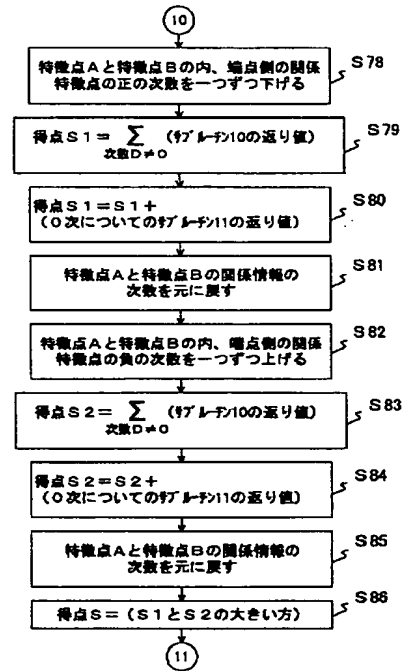 10
特徴点Aと特徴点Bの内、端点側の関係
特徴点の正の次数を一つずつ下げる
S78
得点S1= Σ (ｻﾌﾞﾙｰﾁﾝ10の返り値)
次数D≠0
S79
得点S1=S1+
(0次についてのｻﾌﾞﾙｰﾁﾝ11の返り値)
S80
特徴点Aと特徴点Bの関係情報の
次数を元に戻す
S81
特徴点Aと特徴点Bの内、端点側の関係
特徴点の負の次数を一つずつ上げる
S82
得点S2= Σ (ｻﾌﾞﾙｰﾁﾝ10の返り値)
次数D≠0
S83
得点S2=S2+
(0次についてのｻﾌﾞﾙｰﾁﾝ11の返り値)
S84
特徴点Aと特徴点Bの関係情報の
次数を元に戻す
S85
得点S=(S1とS2の大きい方)
S86
11